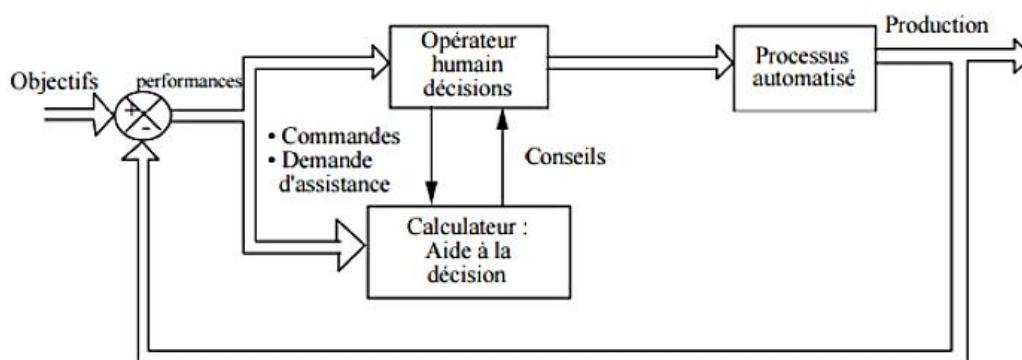 Objectifs
performances
+
-
Opérateur
humain
décisions
Processus
automatisé
Production
• Commandes
• Demande
d'assistance
Conseils
Calculateur :
Aide à la
décision